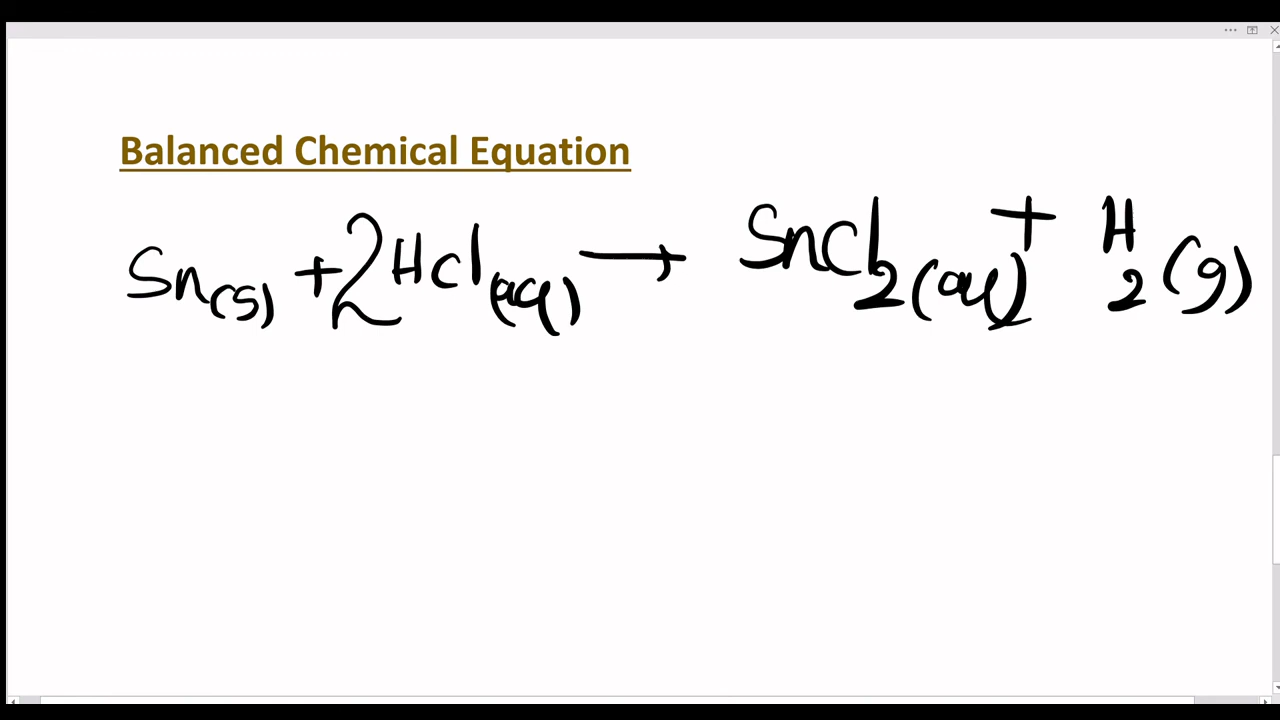 Balanced Chemical Equation
Sn(s) + 2HCl(aq) → SnCl2(aq) + H2(g)